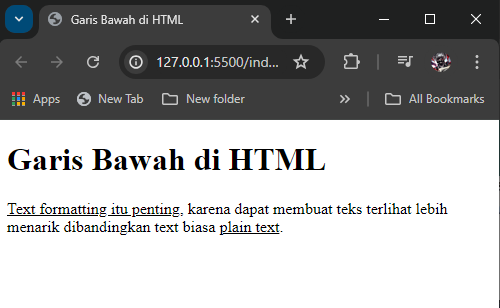 Garis Bawah di HTML
127.0.0.1:5500/ind...
Apps New Tab New folder All Bookmarks
Garis Bawah di HTML
Text formatting itu penting, karena dapat membuat teks terlihat lebih
menarik dibandingkan text biasa plain text.